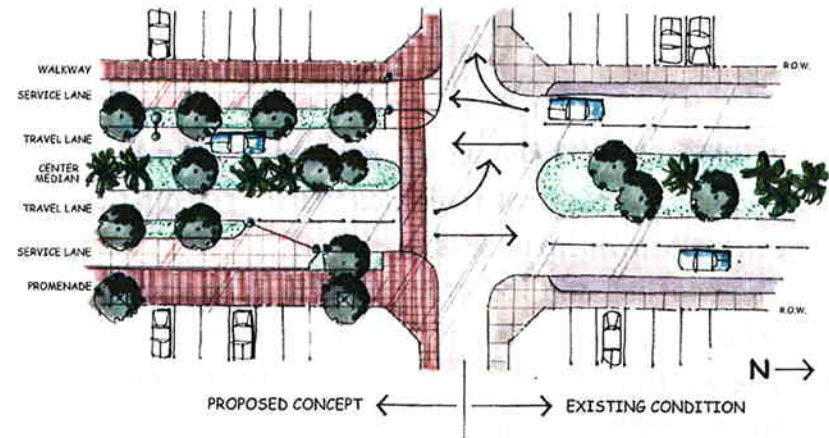 WALKWAY
SERVICE LANE
TRAVEL LANE
CENTER
MEDIAN
TRAVEL LANE
SERVICE LANE
PROMENADE
R.O.W.
R.O.W.
N
PROPOSED CONCEPT
EXISTING CONDITION